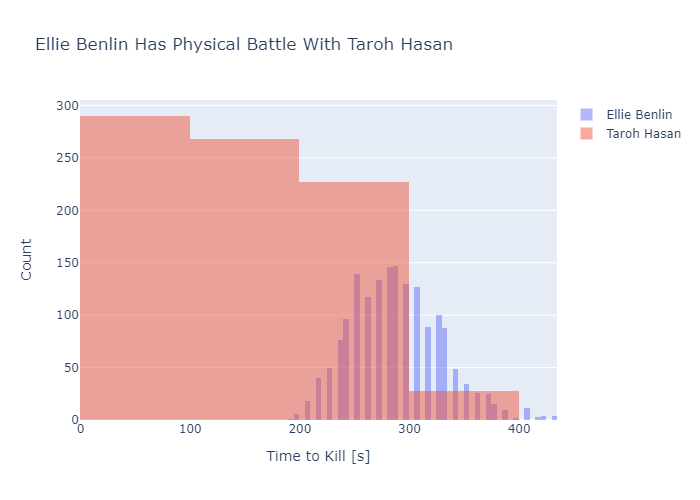 Ellie Benlin Has Physical Battle With Taroh Hasan
Ellie Benlin
Taroh Hasan
Count
300
250
200
150
100
50
0
0 100 200 300 400
Time to Kill [s]